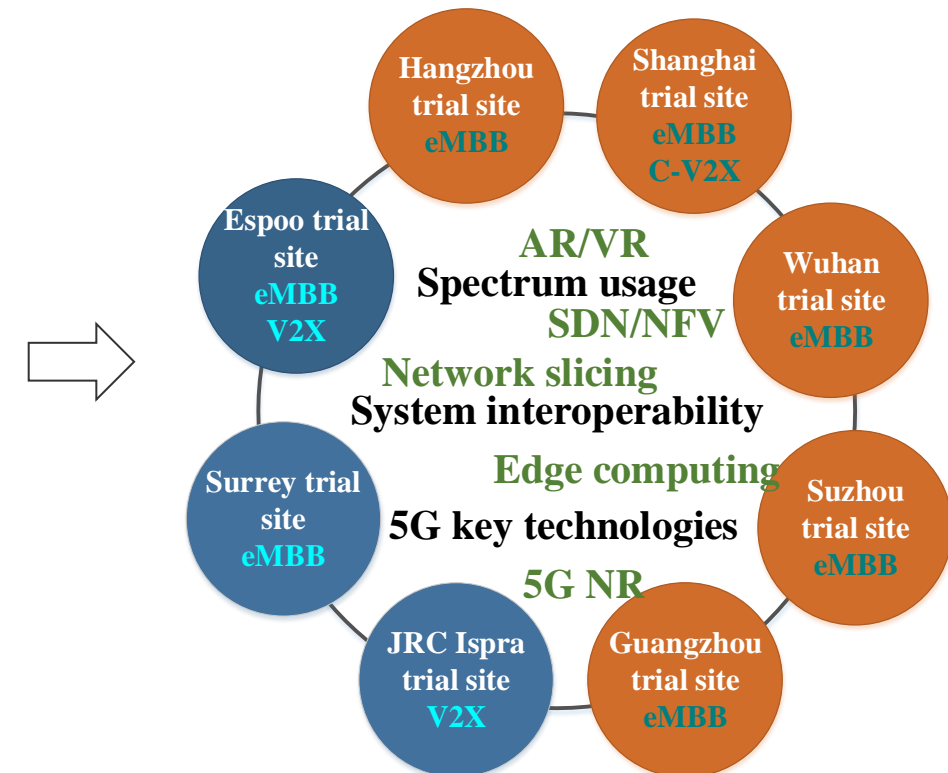 Hangzhou
trial site
eMBB
Shanghai
trial site
eMBB
C-V2X
Espoo trial
site
eMBB
V2X
AR/VR
Spectrum usage
SDN/NFV
Wuhan
trial site
eMBB
Network slicing
System interoperability
Surrey trial
site
eMBB
Edge computing
5G key technologies
5G NR
Suzhou
trial site
eMBB
JRC Ispra
trial site
V2X
Guangzhou
trial site
eMBB